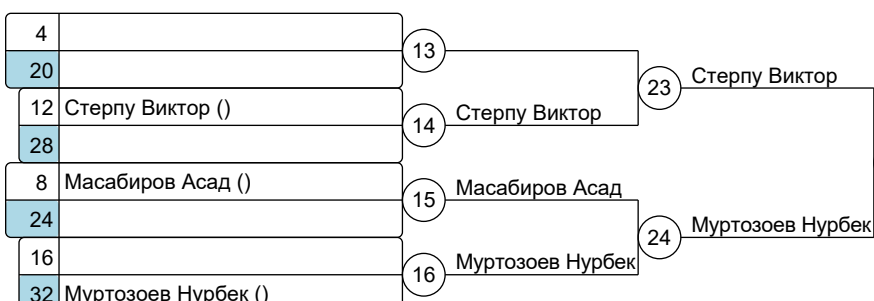 4
13
20
23 Стерпу Виктор
12 Стерпу Виктор ()
14 Стерпу Виктор
28
8 Масабиров Асад ()
15 Масабиров Асад
24
24 Муртозоев Нурбек
16
16 Муртозоев Нурбек
32 Муртозоев Нурбек ()